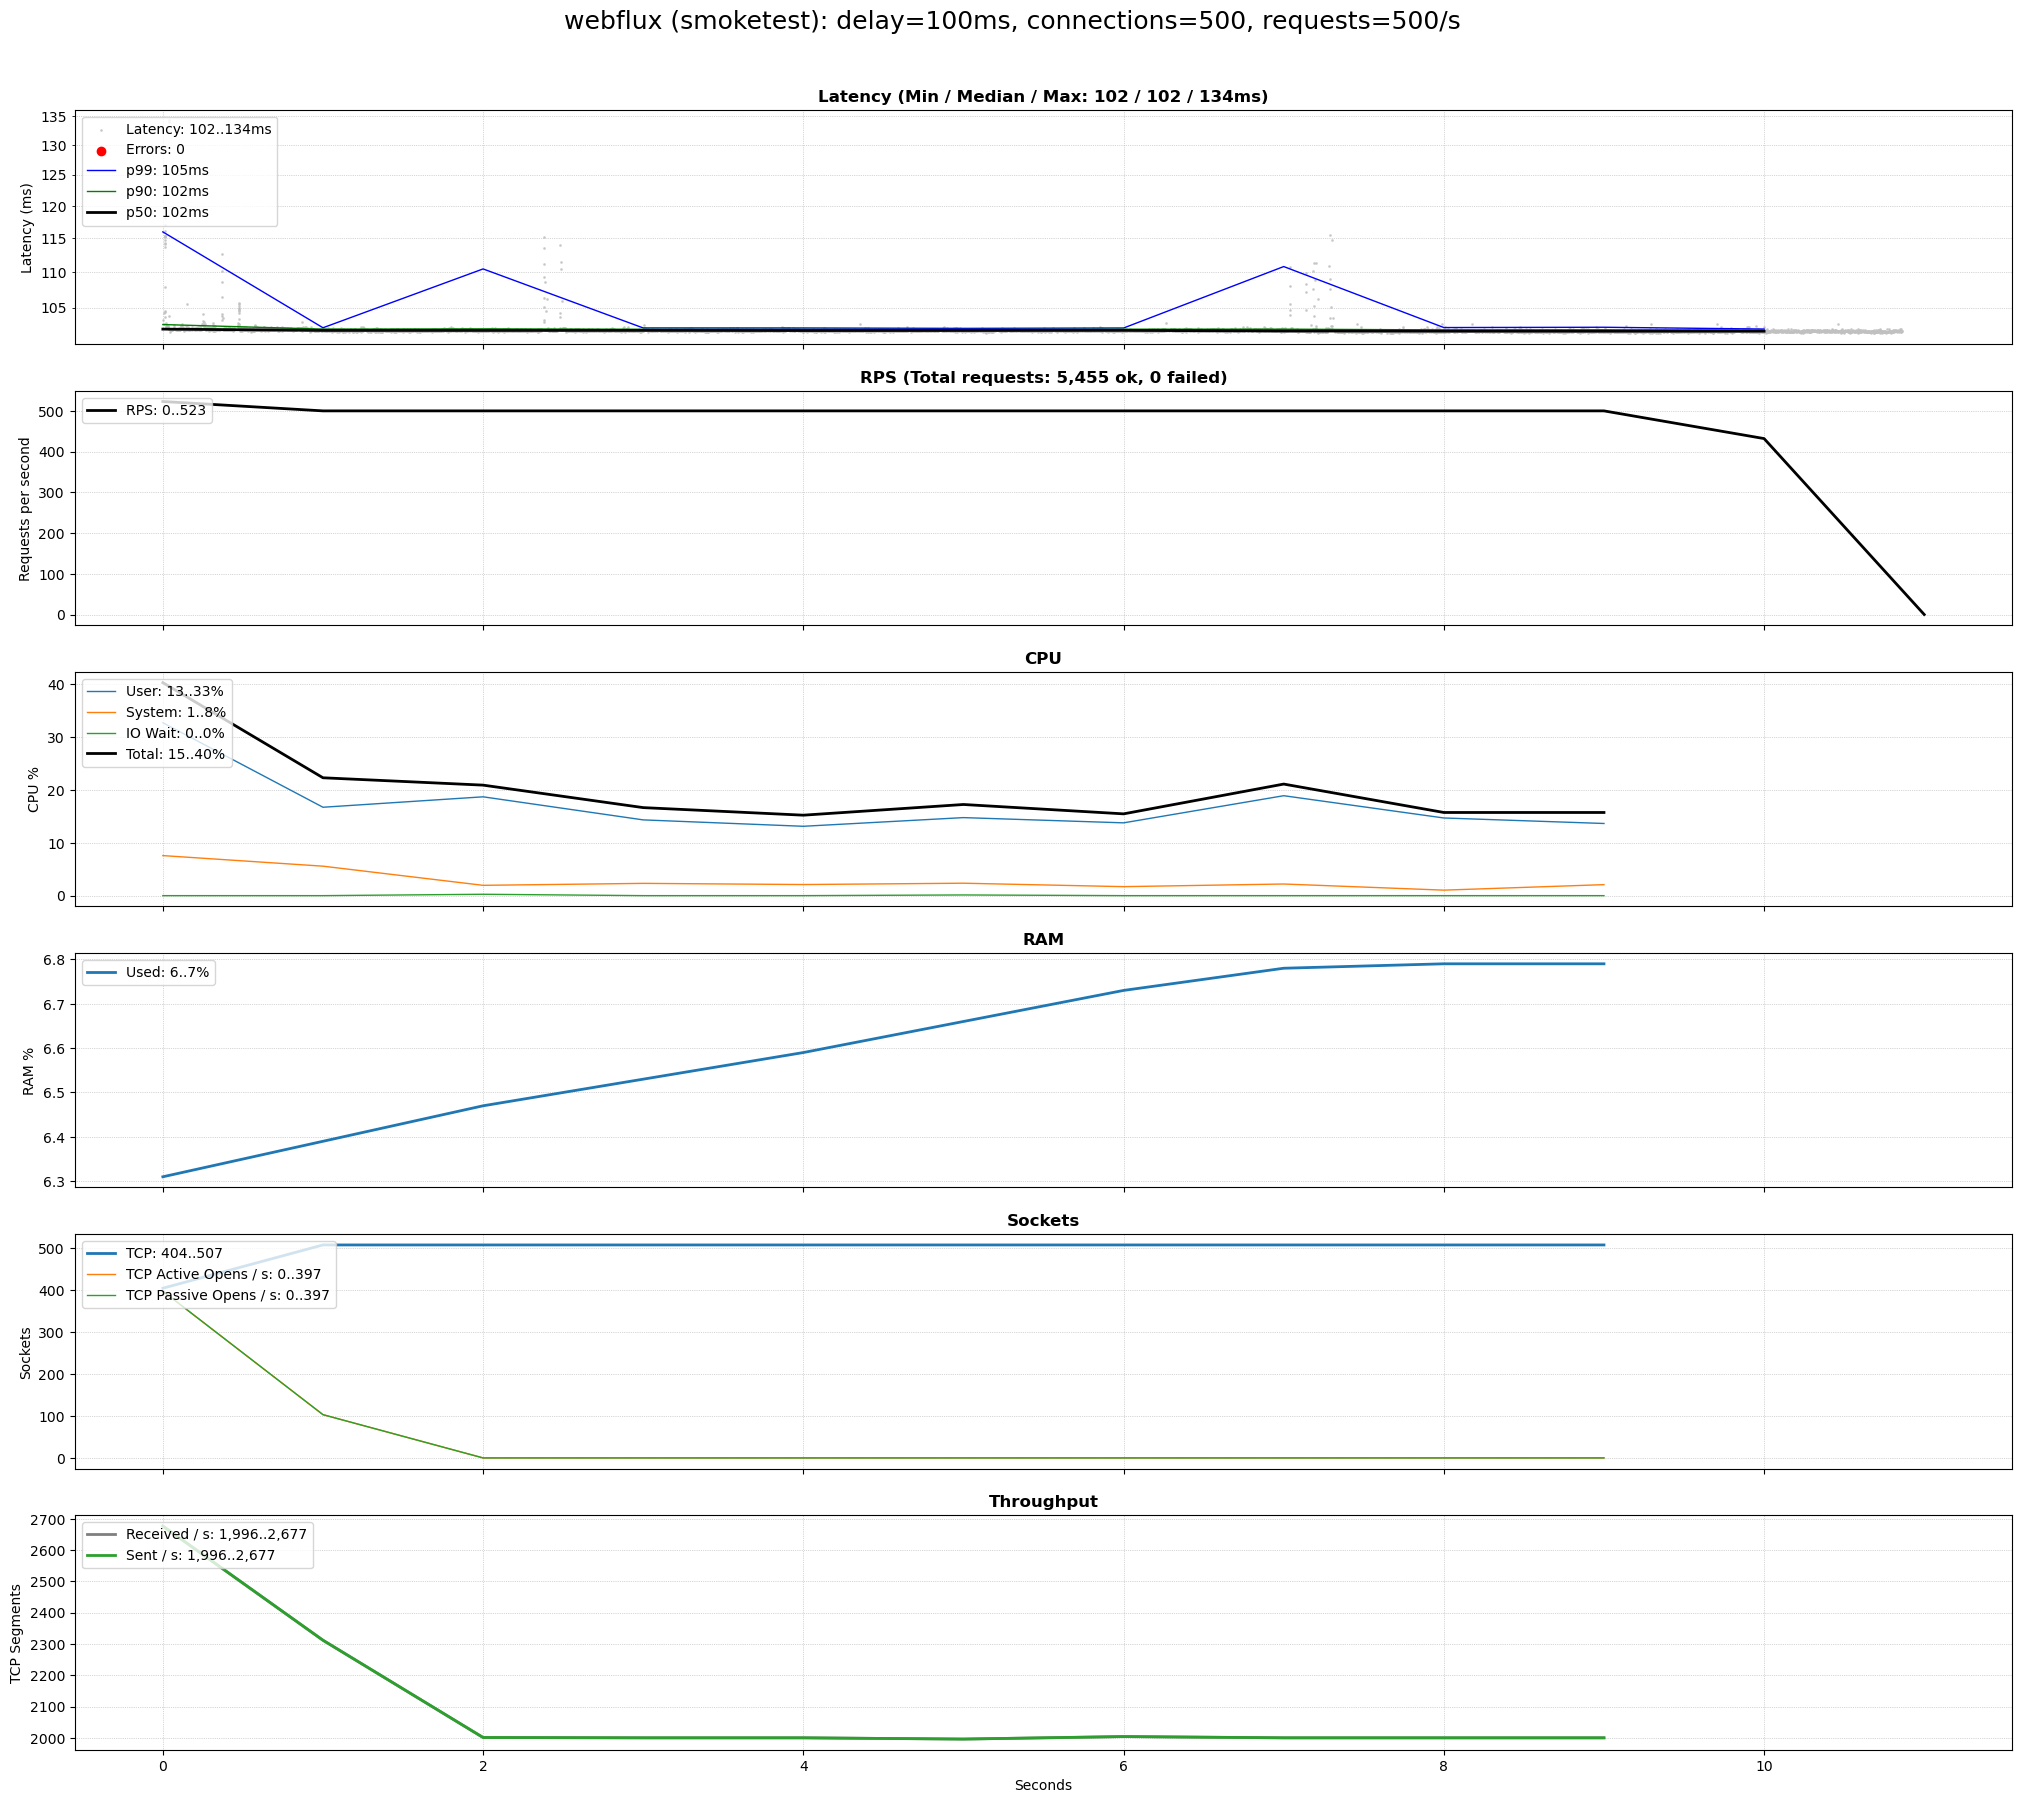 webflux (smoketest): delay=100ms, connections=500, requests=500/s
Latency (Min / Median / Max: 102 / 102 / 134ms)
Latency (ms)
135
130
125
120
115
110
105
Latency: 102..134ms
Errors: 0
p99: 105ms
p90: 102ms
p50: 102ms
RPS (Total requests: 5,455 ok, 0 failed)
Requests per second
500
400
300
200
100
0
RPS: 0..523
CPU
CPU %
40
30
20
10
0
User: 13..33%
System: 1..8%
IO Wait: 0..0%
Total: 15..40%
RAM
RAM %
6.8
6.7
6.6
6.5
6.4
6.3
Used: 6..7%
Sockets
Sockets
500
400
300
200
100
0
TCP: 404..507
TCP Active Opens / s: 0..397
TCP Passive Opens / s: 0..397
Throughput
TCP Segments
2700
2600
2500
2400
2300
2200
2100
2000
Received / s: 1,996..2,677
Sent / s: 1,996..2,677
0 2 4 6 8 10
Seconds